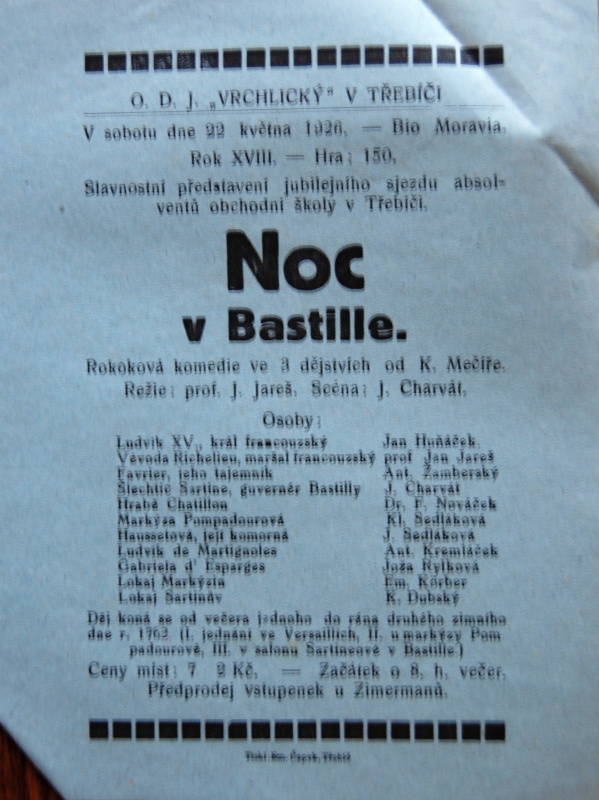 O. D. J. „VRCHLICKÝ" V TŘEBÍČI
V sobotu dne 22 května 1926. — Bio Moravia.
Rok XVIII. — Hra: 150.
Slavnostní představení jubilejního sjezdu absol-
ventů obchodní školy v Třebíči.
Noc
v Bastille.
Rokoková komedie ve 3 dějstvích od K. Mečíře.
Režie: prof. J. Jareš. Scéna: J. Charvát.
Osoby:
Ludvík XV., král francouzský Jan Huňáček.
Vévoda Richelieu, maršal francouzský prof Jan Jareš
Favrier, jeho tajemník Ant. Žamberský
Šlechtic Sartine, guvernér Bastilly J. Charvát
Hrabě Chatillon Dr. F. Nováček
Markýza Pompadourová Kl. Sedláková
Haussetová, její komorná J. Sedláková
Ludvík de Martignoles Ant. Kremláček
Gabriela d' Esparges Joža Rylková
Lokaj Markýzin Em. Körber
Lokaj Sartinův K. Dubský
Děj koná se od večera jednoho do rána druhého zimního
dne r. 1762. (I. jednání ve Versaillích, II. u markýzy Pom
padourové, III. v salonu Sartineově v Bastille.)
Ceny míst: 7 2 Kč. — Začátek o 8. h. večer.
Předprodej vstupenek u Zimermanů.
Tiskl Em. Čapek, Třebíč